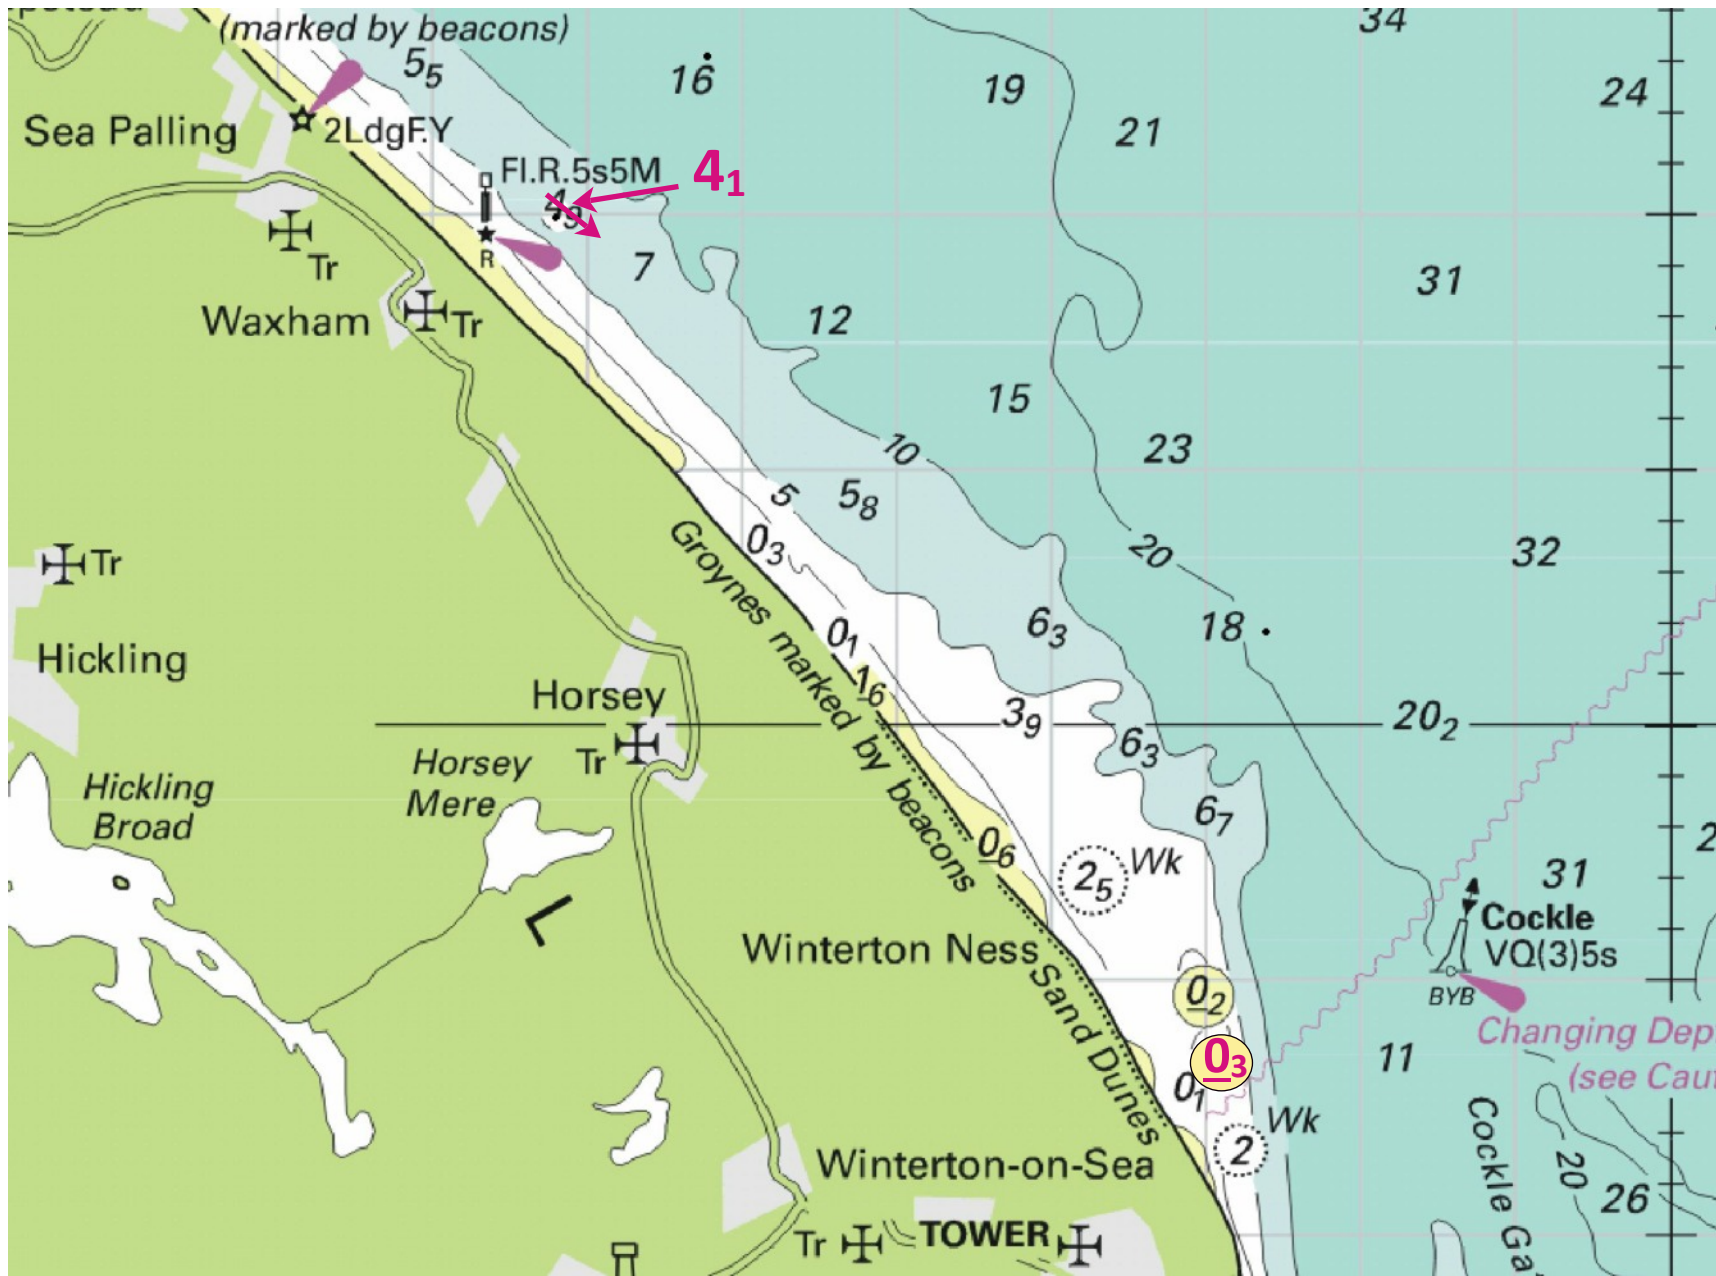 (marked by beacons)
5₅
16
19
34
24
21
Sea Palling
2LdgF.Y
Fl.R.5s5M
4₁
4₉
R
7
Tr
Waxham
Tr
12
31
15
10
23
5
5₈
Groynes marked by beacons
0₃
20
32
Tr
Hickling
0₁
6₃
18
1₆
Horsey
3₉
20₂
6₃
Tr
Horsey
Mere
Hickling
Broad
6₇
0₆
2₅
Wk
31
2
Cockle
VQ(3)5s
BYB
Winterton Ness
Sand Dunes
0₂
Changing Dep
(see Cau
0₃
11
0₁
Wk
2
Cockle Ga
20
26
Winterton-on-Sea
Tr
TOWER